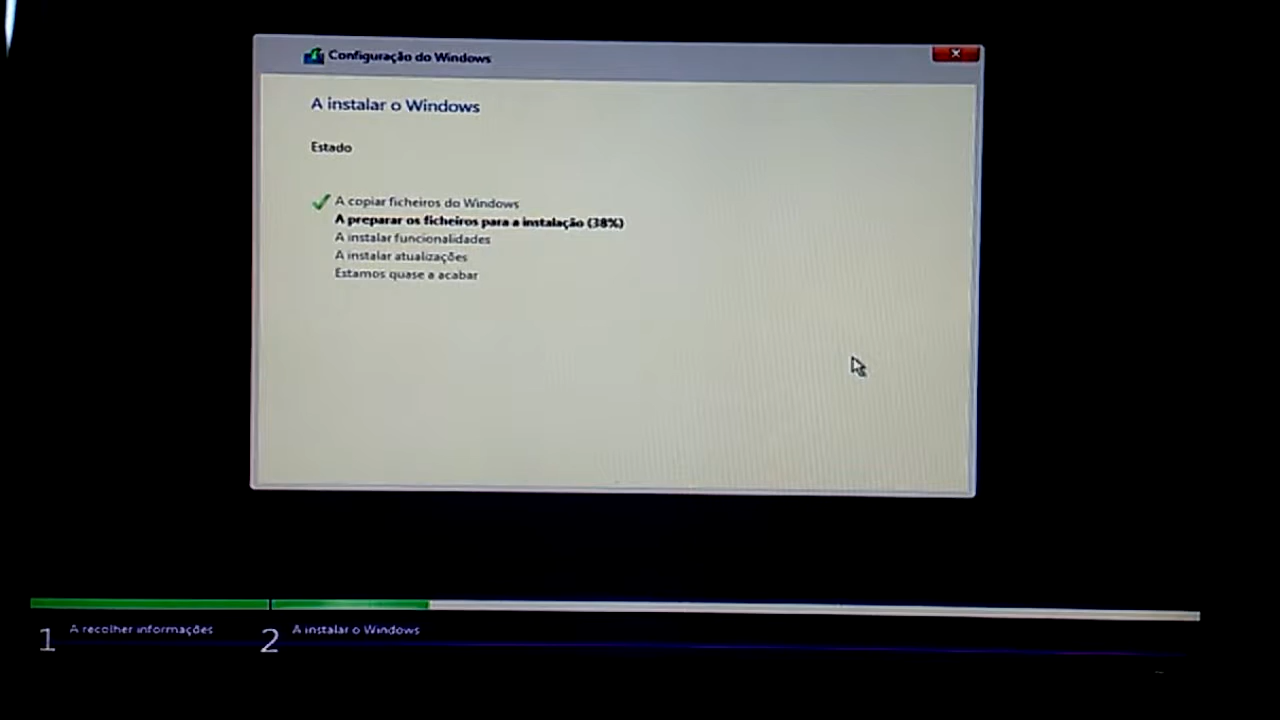 Configuração do Windows
A instalar o Windows
Estado
A copiar ficheiros do Windows
A preparar os ficheiros para a instalação (38%)
A instalar funcionalidades
A instalar atualizações
Estamos quase a acabar
1 A recolher informações 2 A instalar o Windows